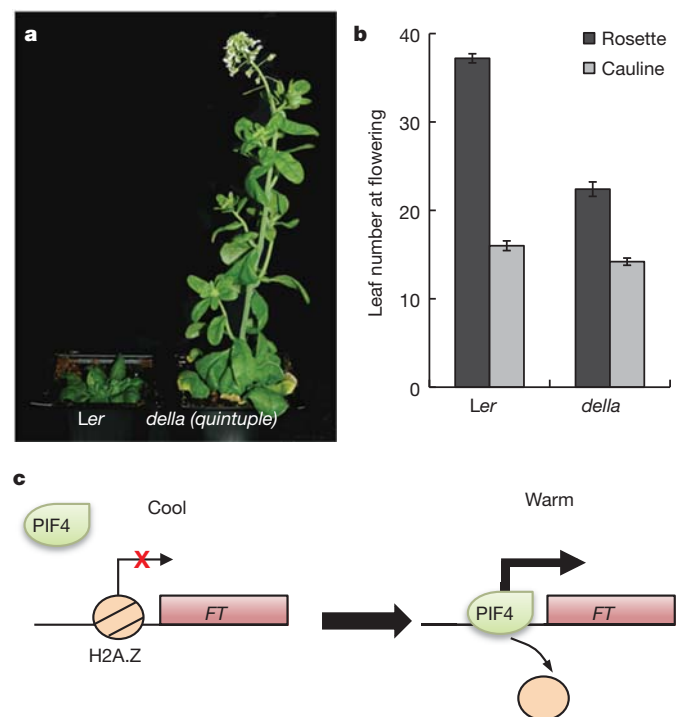 a
Ler
della (quintuple)
b
Rosette
Cauline
Leaf number at flowering
40
30
20
10
0
Ler
della
c
Cool
PIF4
X
FT
H2A.Z
Warm
PIF4
FT